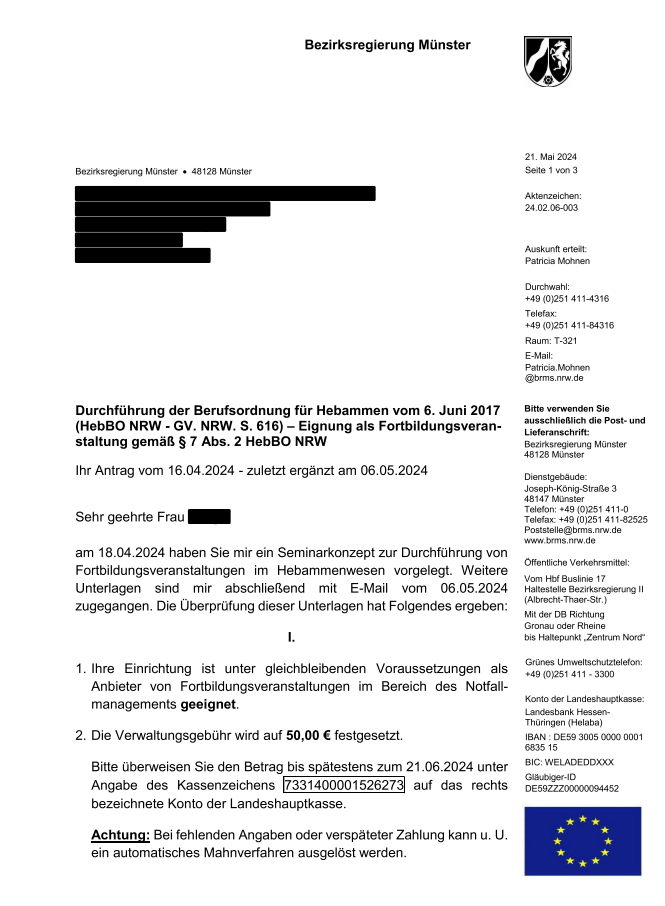 Bezirksregierung Münster
Bezirksregierung Münster • 48128 Münster
21. Mai 2024
Seite 1 von 3
Aktenzeichen:
24.02.06-003
Auskunft erteilt:
Patricia Mohnen
Durchwahl:
+49 (0)251 411-4316
Telefax:
+49 (0)251 411-84316
Raum: T-321
E-Mail:
Patricia.Mohnen
@brms.nrw.de
Durchführung der Berufsordnung für Hebammen vom 6. Juni 2017
(HebBO NRW - GV. NRW. S. 616) – Eignung als Fortbildungsveran-
staltung gemäß § 7 Abs. 2 HebBO NRW
Ihr Antrag vom 16.04.2024 - zuletzt ergänzt am 06.05.2024
Sehr geehrte Frau
am 18.04.2024 haben Sie mir ein Seminarkonzept zur Durchführung von
Fortbildungsveranstaltungen im Hebammenwesen vorgelegt. Weitere
Unterlagen sind mir abschließend mit E-Mail vom 06.05.2024
zugegangen. Die Überprüfung dieser Unterlagen hat Folgendes ergeben:
I.
1. Ihre Einrichtung ist unter gleichbleibenden Voraussetzungen als
Anbieter von Fortbildungsveranstaltungen im Bereich des Notfall-
managements geeignet.
2. Die Verwaltungsgebühr wird auf 50,00 € festgesetzt.
Bitte überweisen Sie den Betrag bis spätestens zum 21.06.2024 unter
Angabe des Kassenzeichens 7331400001526273 auf das rechts
bezeichnete Konto der Landeshauptkasse.
Achtung: Bei fehlenden Angaben oder verspäteter Zahlung kann u. U.
ein automatisches Mahnverfahren ausgelöst werden.
Bitte verwenden Sie
ausschließlich die Post- und
Lieferanschrift:
Bezirksregierung Münster
48128 Münster
Dienstgebäude:
Joseph-König-Straße 3
48147 Münster
Telefon: +49 (0)251 411-0
Telefax: +49 (0)251 411-82525
Poststelle@brms.nrw.de
www.brms.nrw.de
Öffentliche Verkehrsmittel:
Vom Hbf Buslinie 17
Haltestelle Bezirksregierung II
(Albrecht-Thaer-Str.)
Mit der DB Richtung
Gronau oder Rheine
bis Haltepunkt „Zentrum Nord“
Grünes Umweltschutztelefon:
+49 (0)251 411 - 3300
Konto der Landeshauptkasse:
Landesbank Hessen-
Thüringen (Helaba)
IBAN : DE59 3005 0000 0001
6835 15
BIC: WELADEDDXXX
Gläubiger-ID
DE59ZZZ00000094452